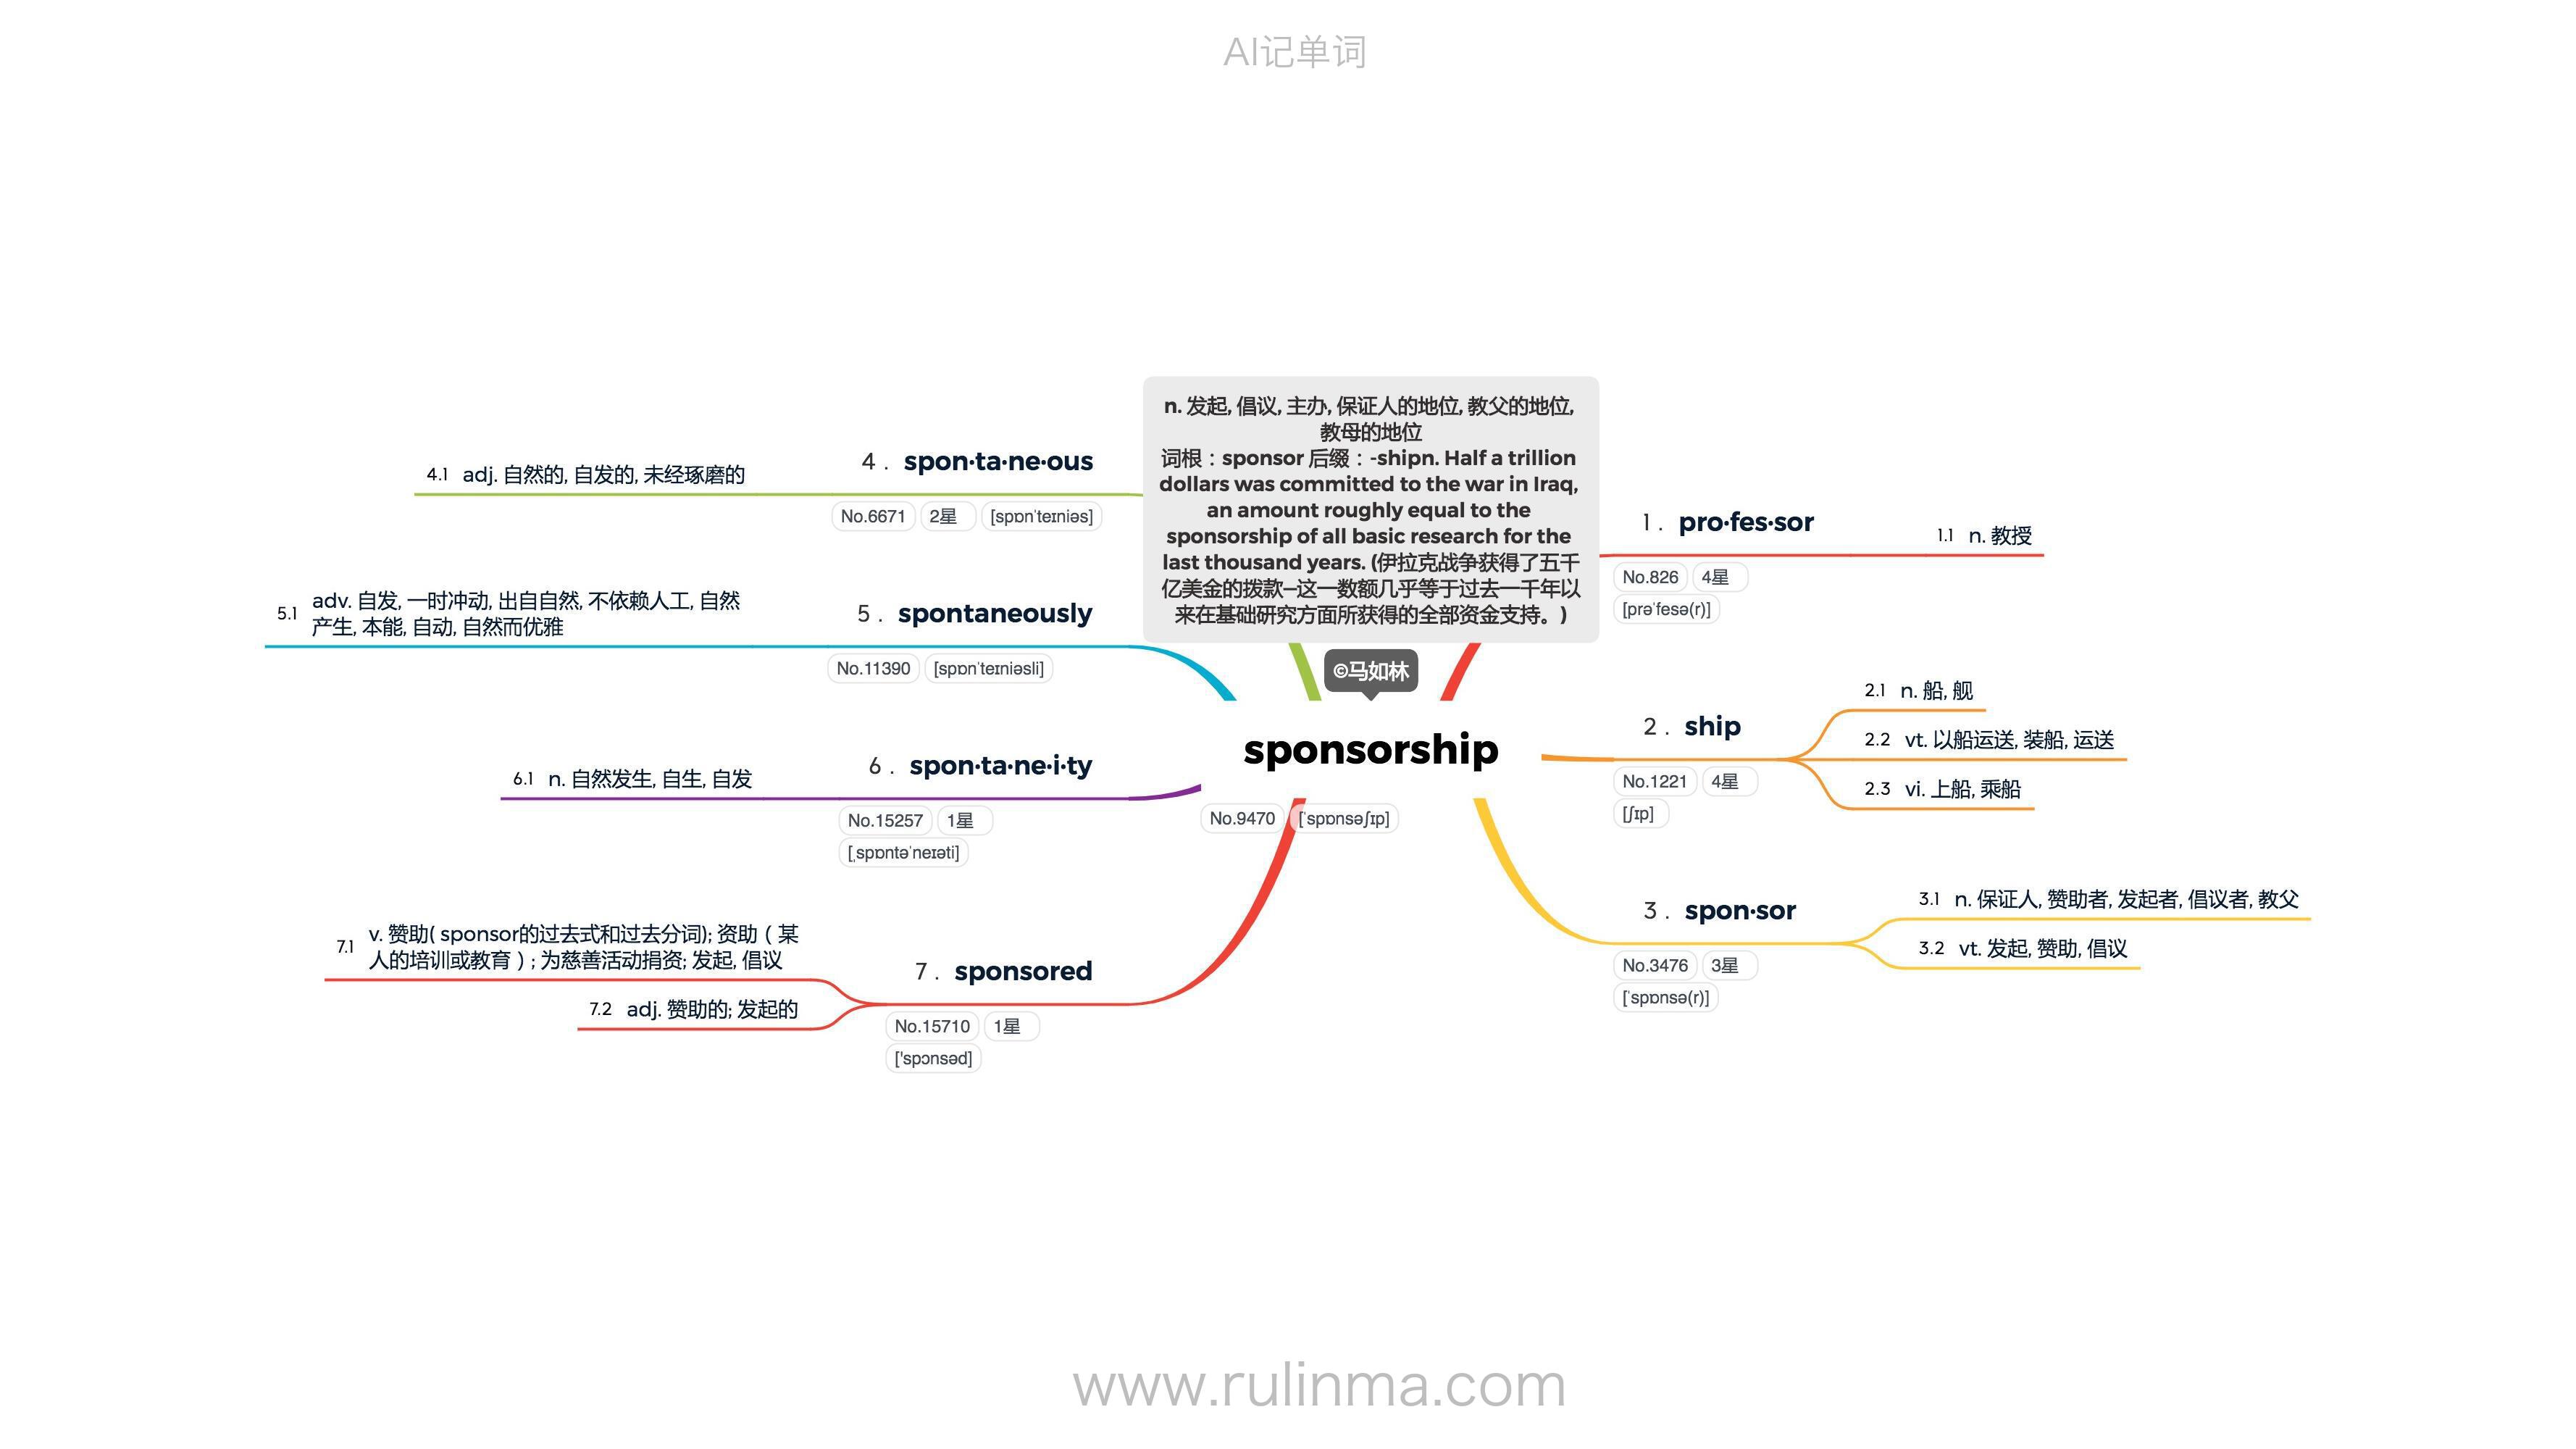 AI记单词
n. 发起, 倡议, 主办, 保证人的地位, 教父的地位,
教母的地位
词根：sponsor 后缀：-shipn. Half a trillion
dollars was committed to the war in Iraq,
an amount roughly equal to the
sponsorship of all basic research for the
last thousand years. (伊拉克战争获得了五千
亿美金的拨款—这一数额几乎等于过去一千年以
来在基础研究方面所获得的全部资金支持。)
©马如林
sponsorship
No.9470 [ˈspɒnsəʃɪp]
1. pro·fes·sor
No.826 4星
[prəˈfesə(r)]
1.1 n. 教授
2. ship
No.1221 4星
[ʃɪp]
2.1 n. 船, 舰
2.2 vt. 以船运送, 装船, 运送
2.3 vi. 上船, 乘船
3. spon·sor
No.3476 3星
[ˈspɒnsə(r)]
3.1 n. 保证人, 赞助者, 发起者, 倡议者, 教父
3.2 vt. 发起, 赞助, 倡议
4. spon·ta·ne·ous
No.6671 2星 [spɒnˈteɪniəs]
4.1 adj. 自然的, 自发的, 未经琢磨的
5. spontaneously
No.11390 [spɒnˈteɪniəsli]
5.1 adv. 自发, 一时冲动, 出自自然, 不依赖人工, 自然
产生, 本能, 自动, 自然而优雅
6. spon·ta·ne·i·ty
No.15257 1星
[ˌspɒntəˈneɪəti]
6.1 n. 自然发生, 自生, 自发
7. sponsored
No.15710 1星
['spɔnsəd]
7.1 v. 赞助( sponsor的过去式和过去分词); 资助（某
人的培训或教育）; 为慈善活动捐资; 发起, 倡议
7.2 adj. 赞助的; 发起的
www.rulinma.com